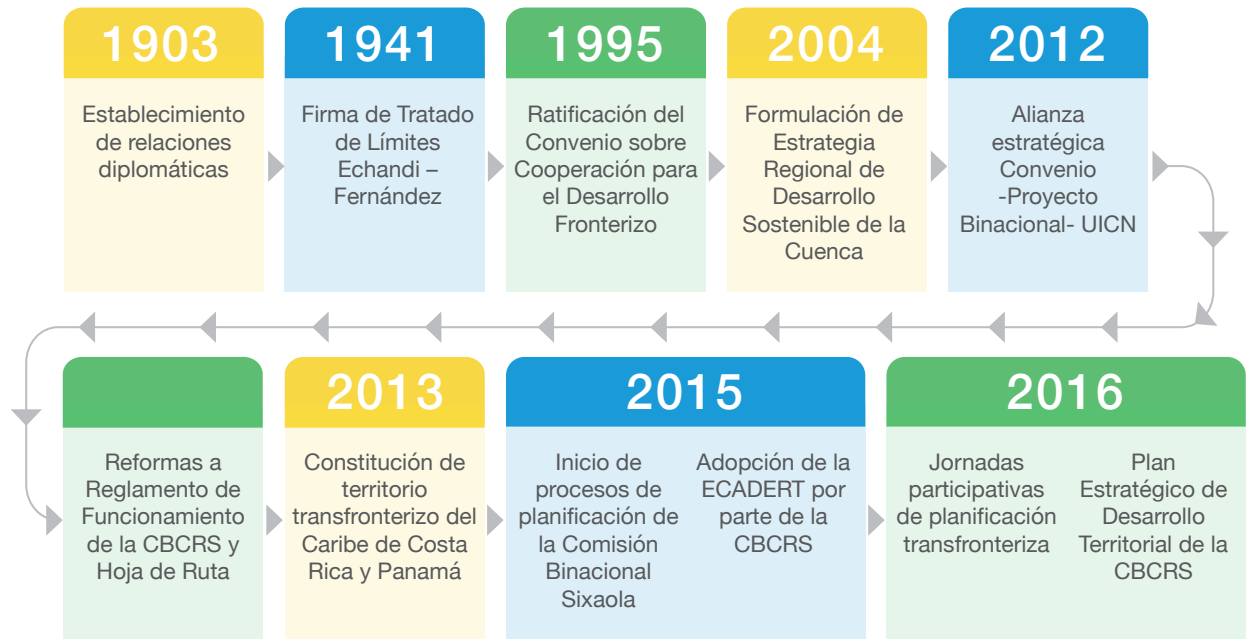 1903
Establecimiento
de relaciones
diplomáticas
1941
Firma de Tratado
de Límites
Echandi –
Fernández
1995
Ratificación del
Convenio sobre
Cooperación para
el Desarrollo
Fronterizo
2004
Formulación de
Estrategia
Regional de
Desarrollo
Sostenible de la
Cuenca
2012
Alianza
estratégica
Convenio
-Proyecto
Binacional- UICN
Reformas a
Reglamento de
Funcionamiento
de la CBCRS y
Hoja de Ruta
2013
Constitución de
territorio
transfronterizo del
Caribe de Costa
Rica y Panamá
2015
Inicio de
procesos de
planificación de
la Comisión
Binacional
Sixaola
Adopción de la
ECADERT por
parte de la
CBCRS
2016
Jornadas
participativas
de planificación
transfronteriza
Plan
Estratégico de
Desarrollo
Territorial de la
CBCRS